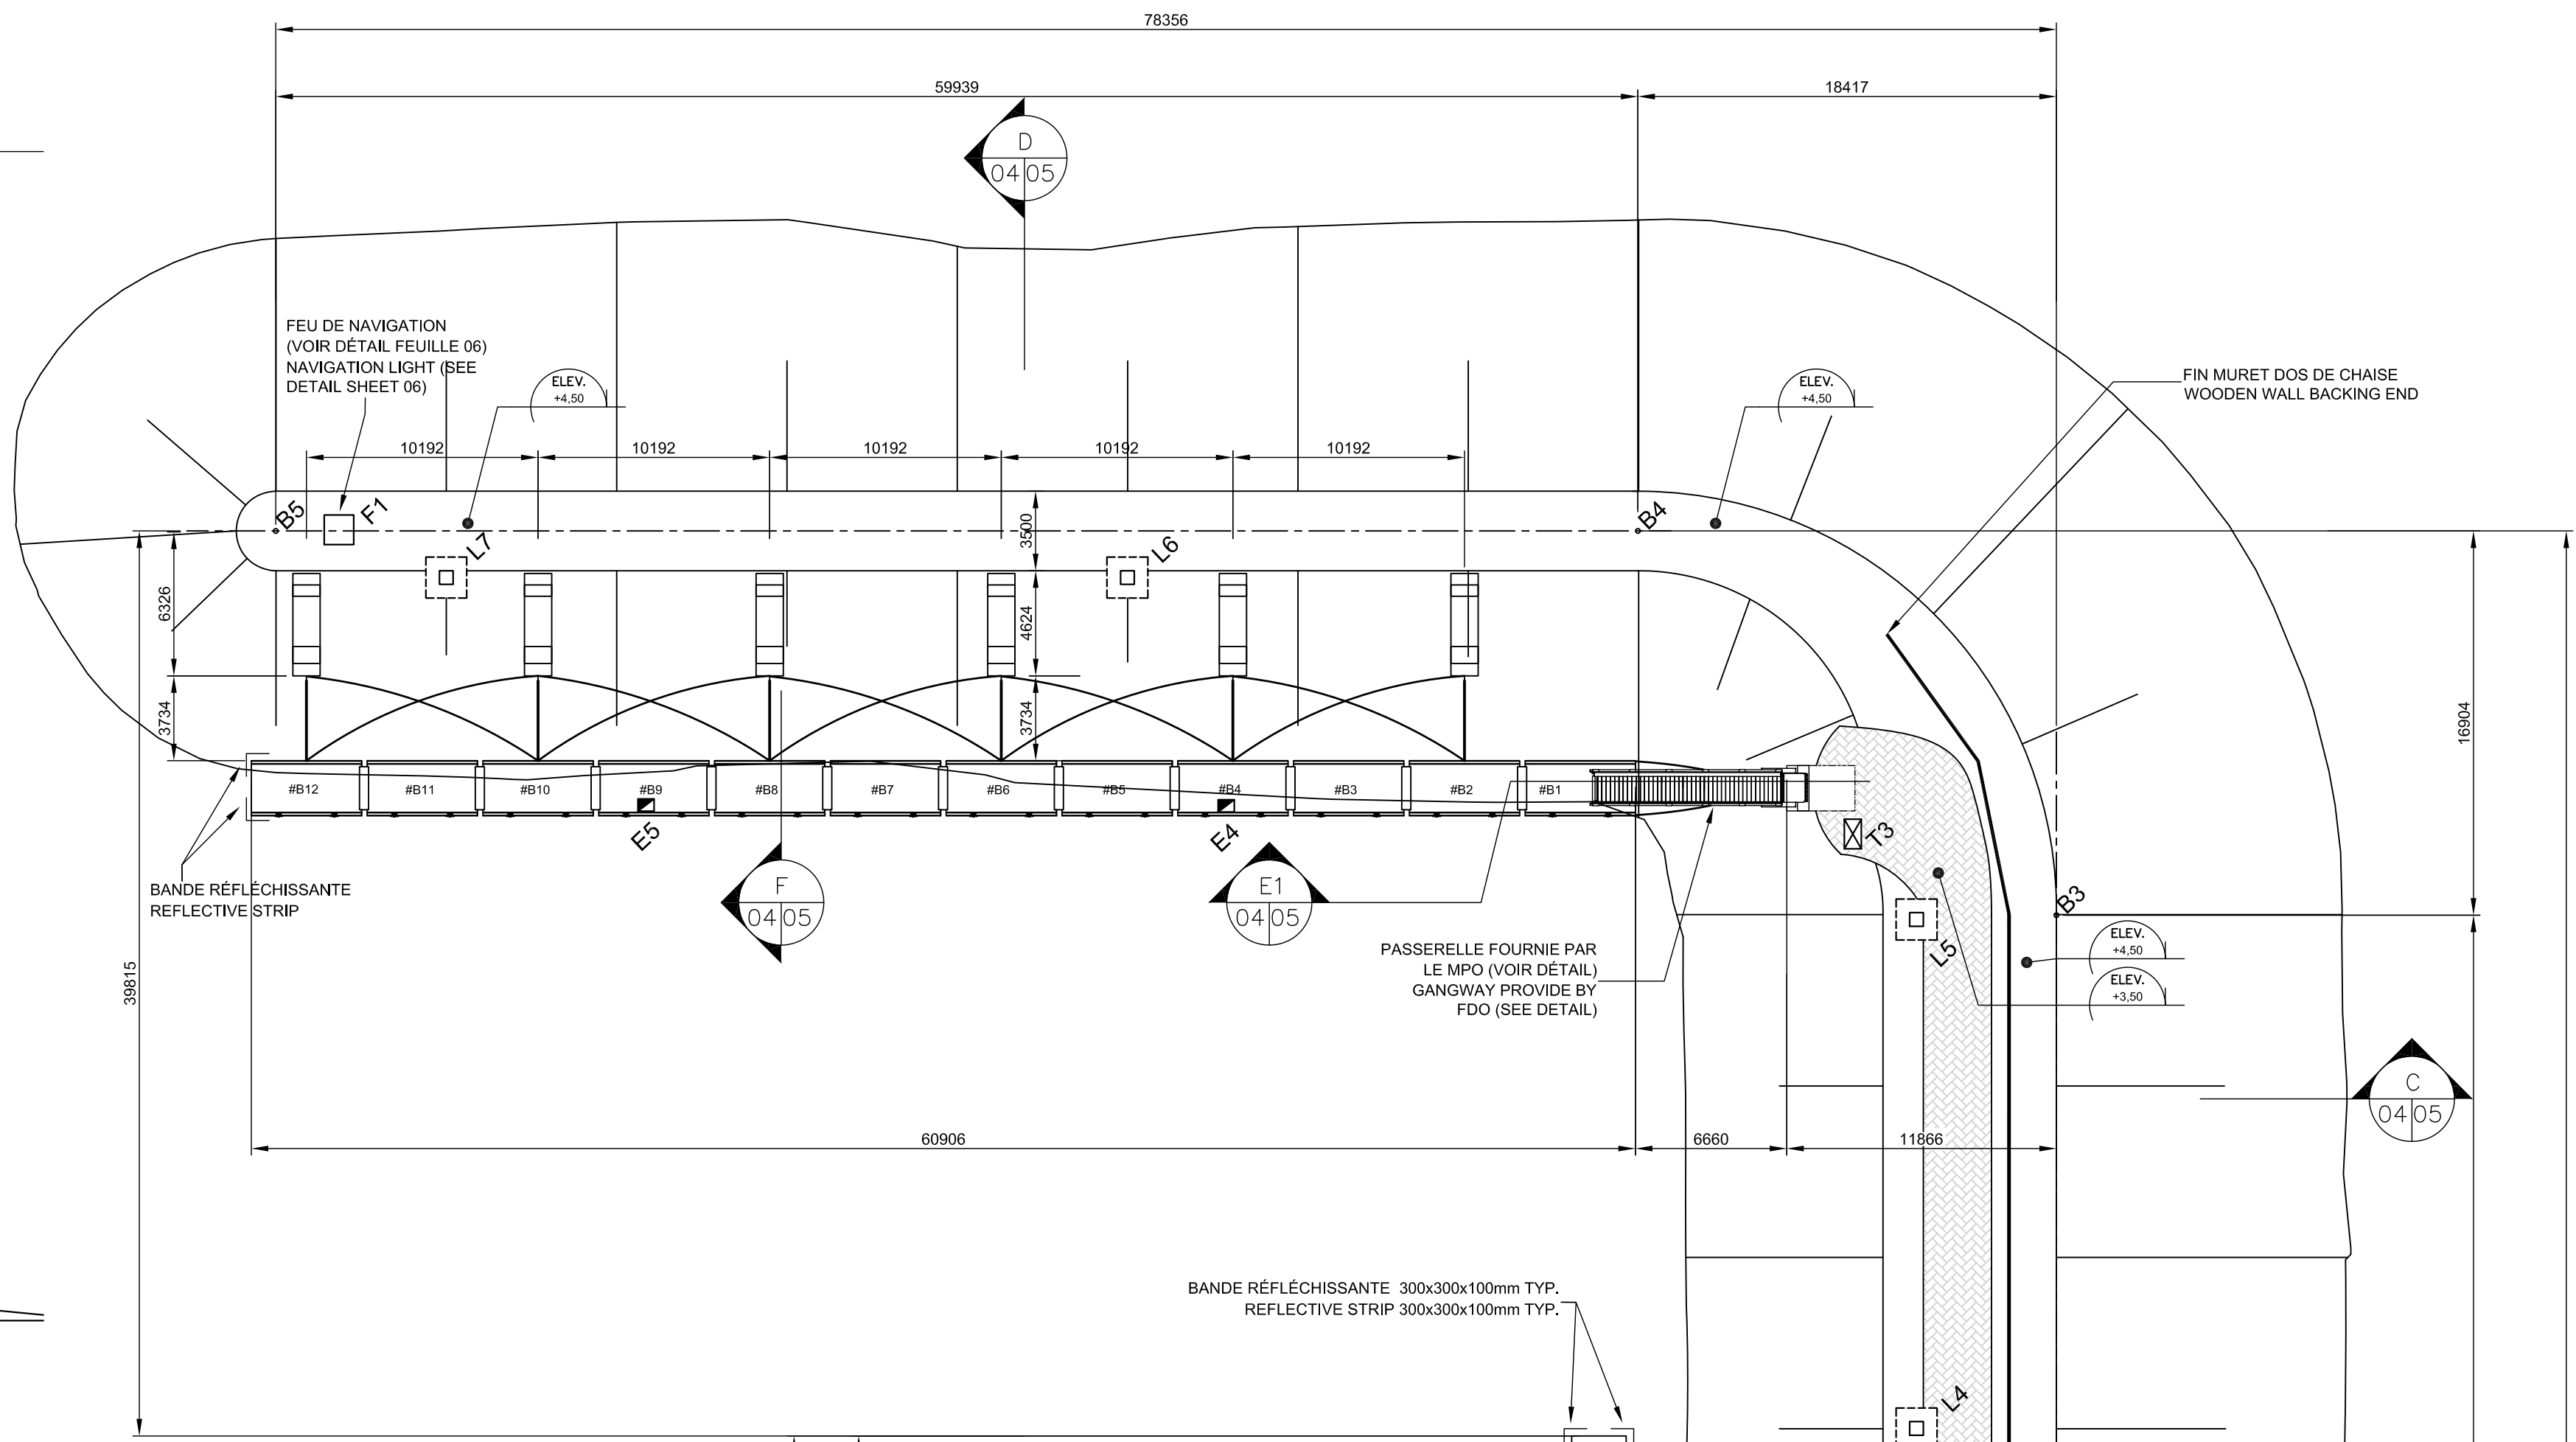 78356
59939
18417
D
04 05
FEU DE NAVIGATION
(VOIR DÉTAIL FEUILLE 06)
NAVIGATION LIGHT (SEE
DETAIL SHEET 06)
ELEV.
+4,50
ELEV.
+4,50
FIN MURET DOS DE CHAISE
WOODEN WALL BACKING END
10192
10192
10192
10192
10192
B5
F1
L7
3500
L6
B4
6326
4624
3734
3734
16904
#B12
#B11
#B10
#B9
#B8
#B7
#B6
#B5
#B4
#B3
#B2
#B1
E5
E4
T3
BANDE RÉFLÉCHISSANTE
REFLECTIVE STRIP
F
04 05
E1
04 05
B3
L5
ELEV.
+4,50
ELEV.
+3,50
PASSERELLE FOURNIE PAR
LE MPO (VOIR DÉTAIL)
GANGWAY PROVIDE BY
FDO (SEE DETAIL)
39815
C
04 05
60906
6660
11866
BANDE RÉFLÉCHISSANTE 300x300x100mm TYP.
REFLECTIVE STRIP 300x300x100mm TYP.
L4